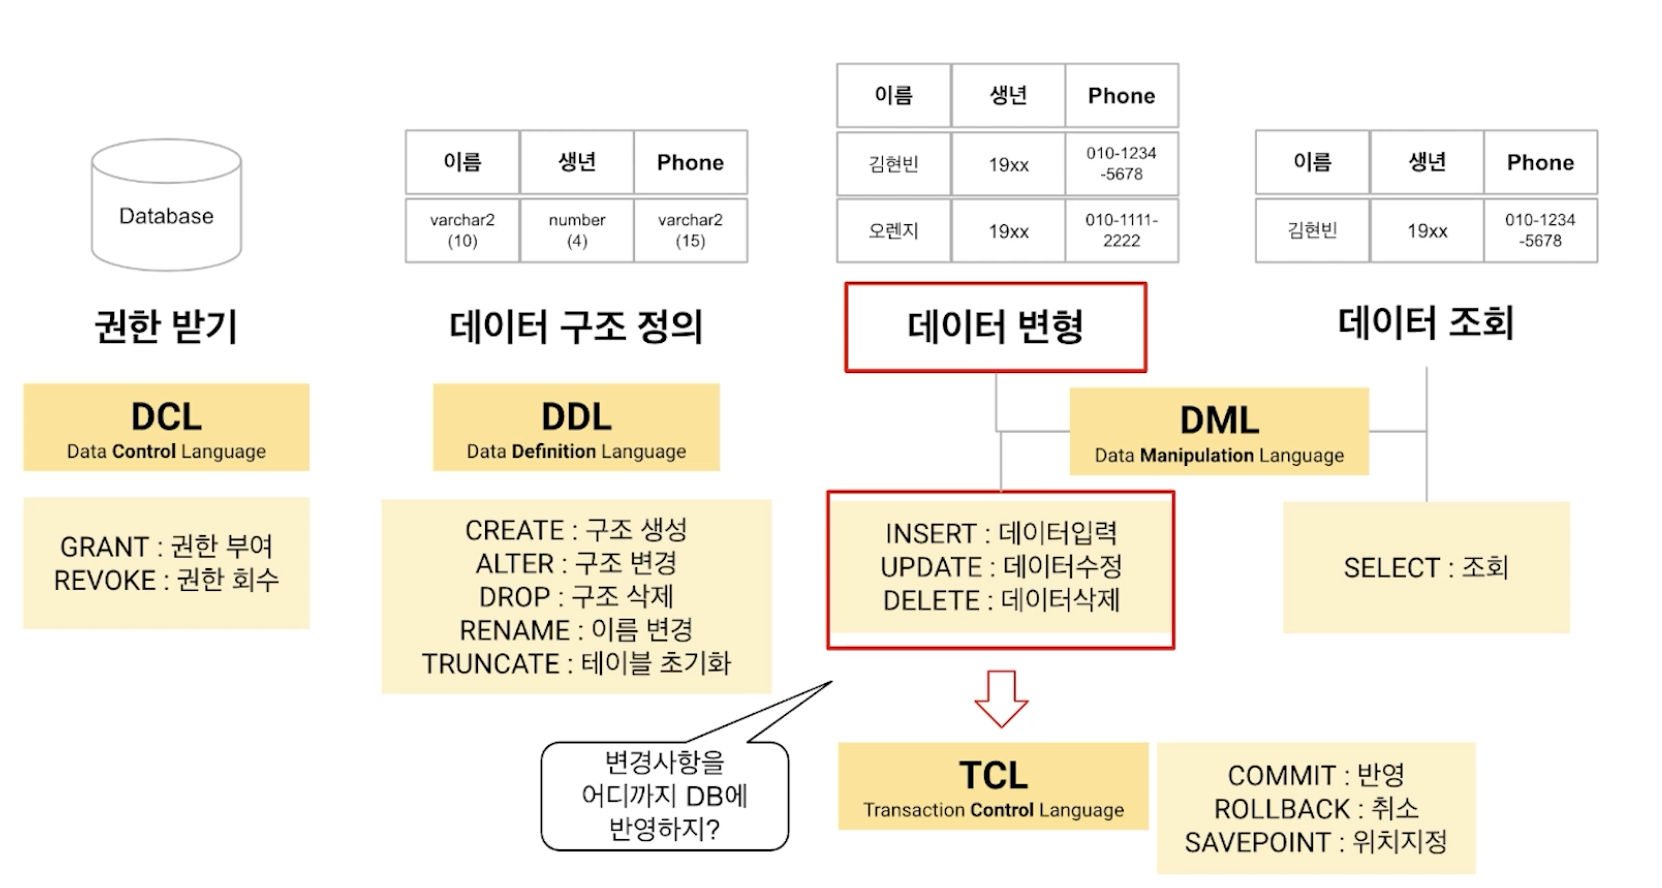 Database
권한 받기
DCL
Data Control Language
GRANT : 권한 부여
REVOKE : 권한 회수
이름 생년 Phone
varchar2 (10) number (4) varchar2 (15)
데이터 구조 정의
DDL
Data Definition Language
CREATE : 구조 생성
ALTER : 구조 변경
DROP : 구조 삭제
RENAME : 이름 변경
TRUNCATE : 테이블 초기화
이름 생년 Phone
김현빈 19xx 010-1234-5678
오렌지 19xx 010-1111-2222
데이터 변형
이름 생년 Phone
김현빈 19xx 010-1234-5678
데이터 조회
DML
Data Manipulation Language
INSERT : 데이터입력
UPDATE : 데이터수정
DELETE : 데이터삭제
SELECT : 조회
변경사항을
어디까지 DB에
반영하지?
TCL
Transaction Control Language
COMMIT : 반영
ROLLBACK : 취소
SAVEPOINT : 위치지정